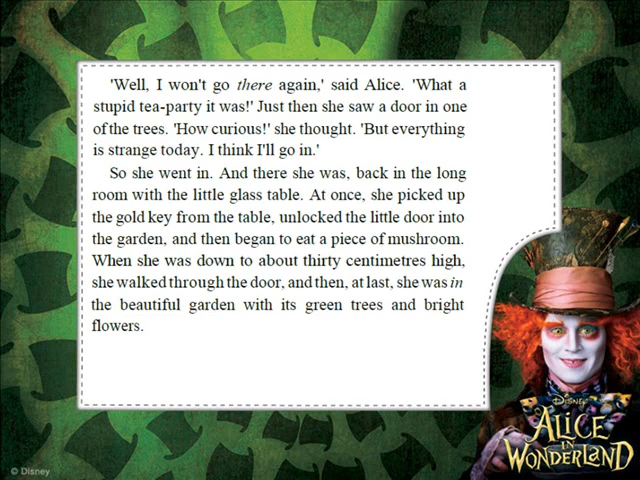 'Well, I won't go there again,' said Alice. 'What a
stupid tea-party it was!' Just then she saw a door in one
of the trees. 'How curious!' she thought. 'But everything
is strange today. I think I'll go in.'
So she went in. And there she was, back in the long
room with the little glass table. At once, she picked up
the gold key from the table, unlocked the little door into
the garden, and then began to eat a piece of mushroom.
When she was down to about thirty centimetres high,
she walked through the door, and then, at last, she was in
the beautiful garden with its green trees and bright
flowers.
DISNEY
ALICE
IN
WONDERLAND
© Disney